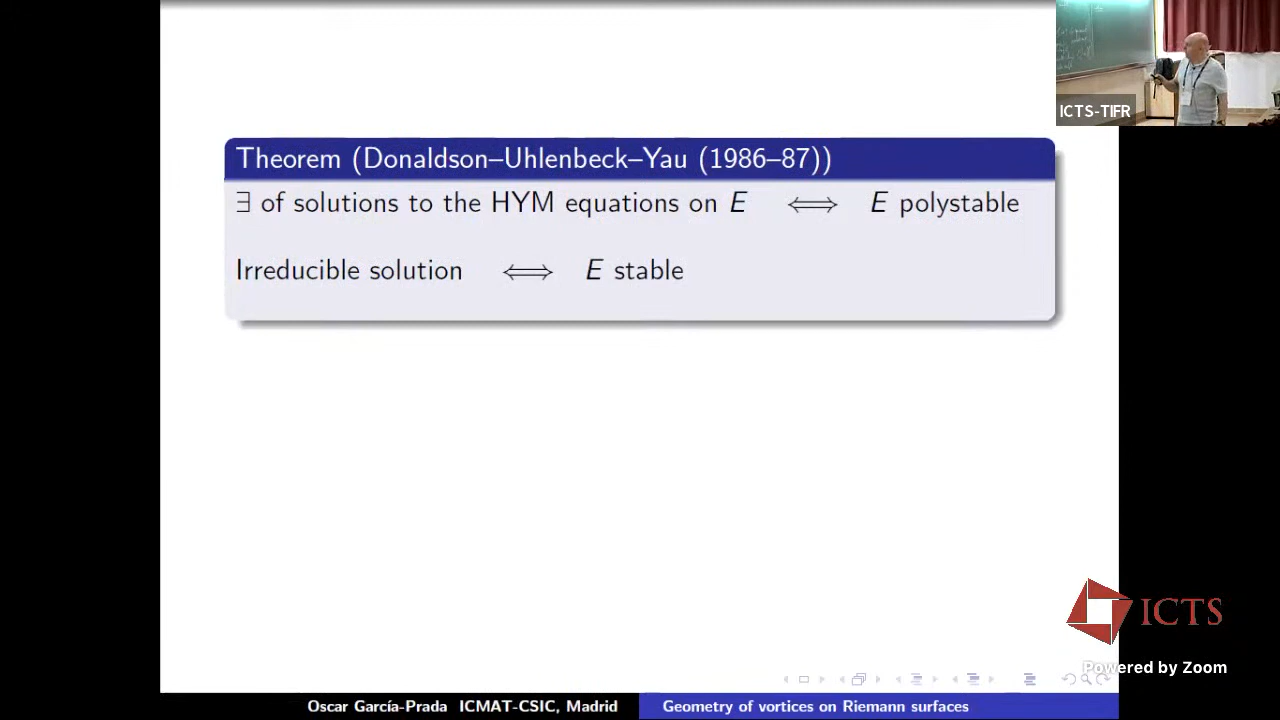 ICTS-TIFR
Theorem (Donaldson–Uhlenbeck–Yau (1986–87))
∃ of solutions to the HYM equations on E ⟺ E polystable
Irreducible solution ⟺ E stable
ICTS
Powered by Zoom
Oscar García-Prada ICMAT-CSIC, Madrid
Geometry of vortices on Riemann surfaces